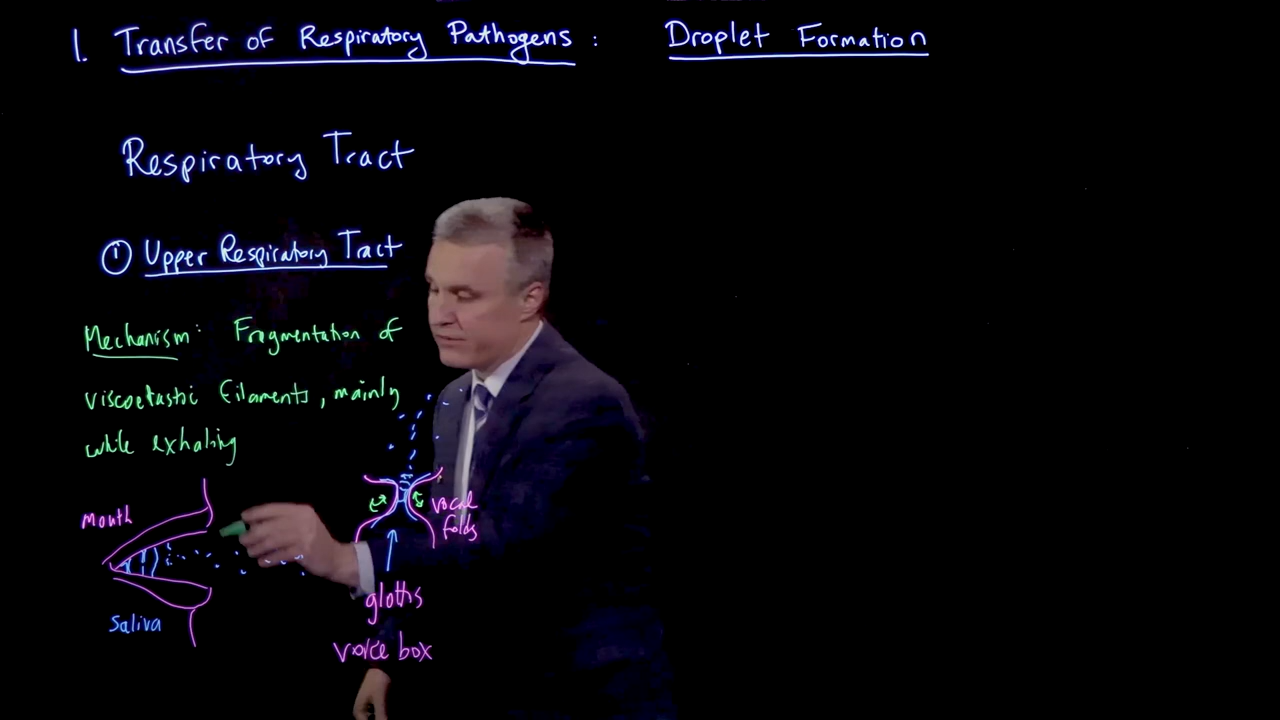 1. Transfer of Respiratory Pathogens : Droplet Formation
Respiratory Tract
① Upper Respiratory Tract
Mechanism: Fragmentation of
viscoelastic filaments, mainly
while exhaling
Mouth
vocal
folds
saliva
glottis
voice box